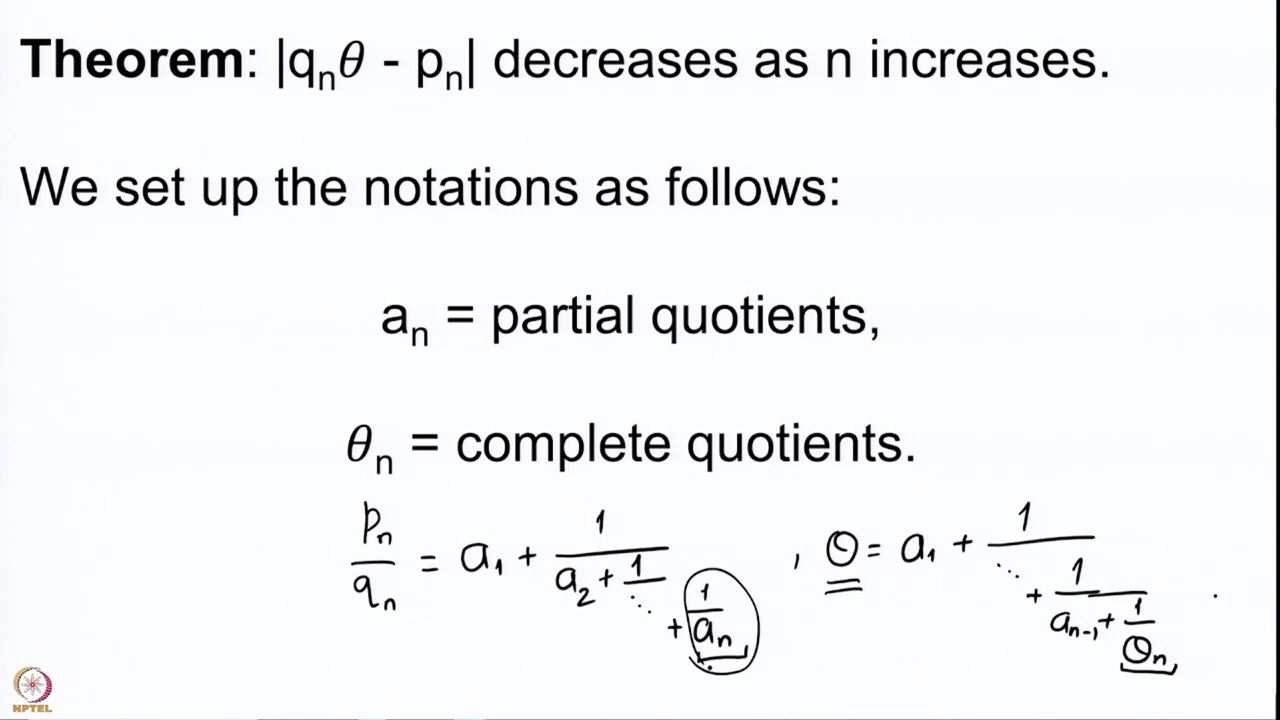 Theorem: |qₙθ - pₙ| decreases as n increases.
We set up the notations as follows:
aₙ = partial quotients,
θₙ = complete quotients.
pₙ/qₙ = a₁ + 1/(a₂ + 1/(⋱ + 1/aₙ)) , θ = a₁ + 1/(⋱ + 1/(aₙ₋₁ + 1/θₙ)) .
NPTEL